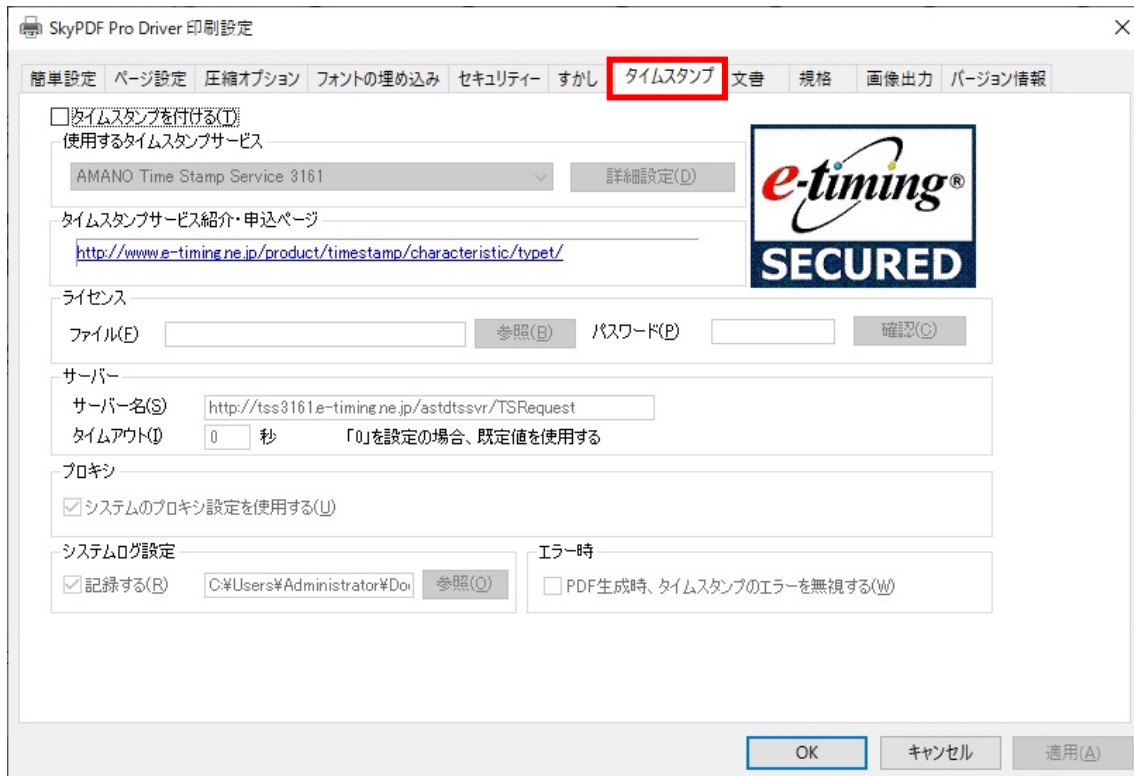 SkyPDF Pro Driver 印刷設定
簡単設定 ページ設定 圧縮オプション フォントの埋め込み セキュリティー すかし タイムスタンプ 文書 規格 画像出力 バージョン情報
タイムスタンプを付ける(T)
使用するタイムスタンプサービス
AMANO Time Stamp Service 3161 詳細設定(D)
e-timing®
SECURED
タイムスタンプサービス紹介・申込ページ
http://www.e-timing.ne.jp/product/timestamp/characteristic/typet/
ライセンス
ファイル(F) 参照(B) パスワード(P) 確認(C)
サーバー
サーバー名(S) http://tss3161.e-timing.ne.jp/astdtssvr/TSRequest
タイムアウト(I) 0 秒 「0」を設定の場合、既定値を使用する
プロキシ
システムのプロキシ設定を使用する(U)
システムログ設定 エラー時
記録する(R) C:¥Users¥Administrator¥Do 参照(O) PDF生成時、タイムスタンプのエラーを無視する(W)
OK キャンセル 適用(A)